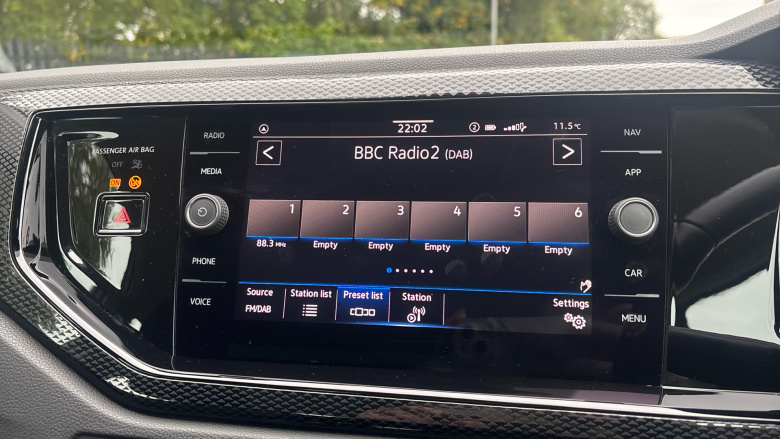 PASSENGER AIR BAG
OFF
ON
RADIO
MEDIA
PHONE
VOICE
22:02
2
11.5°C
<
BBC Radio2 (DAB)
>
1 2 3 4 5 6
88.3 MHz Empty Empty Empty Empty Empty
Source Station list Preset list Station Settings
FM/DAB
NAV
APP
CAR
MENU